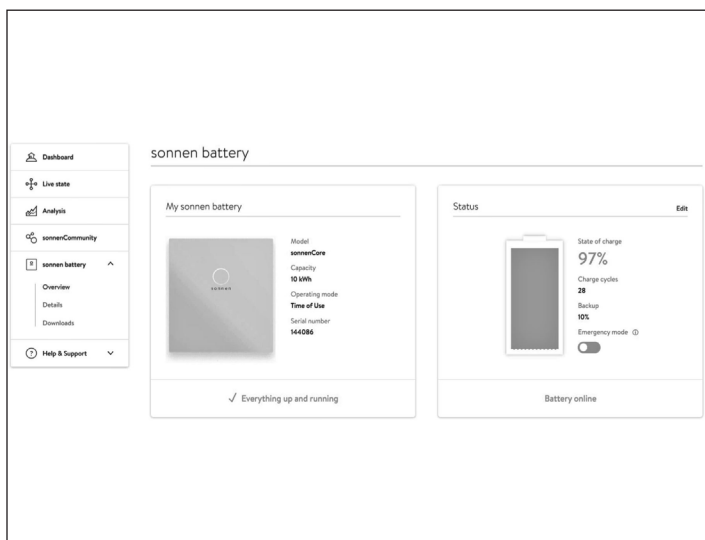 Dashboard
Live state
Analysis
sonnenCommunity
sonnen battery
Overview
Details
Downloads
Help & Support
sonnen battery
My sonnen battery
sonnen
Model
sonnenCore
Capacity
10 kWh
Operating mode
Time of Use
Serial number
144086
Everything up and running
Status
Edit
State of charge
97%
Charge cycles
28
Backup
10%
Emergency mode
Battery online